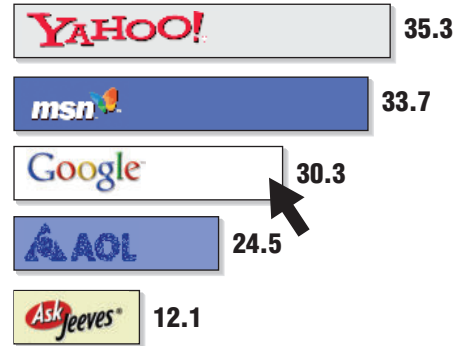 YAHOO! 35.3
msn 33.7
Google 30.3
AOL 24.5
Ask Jeeves 12.1